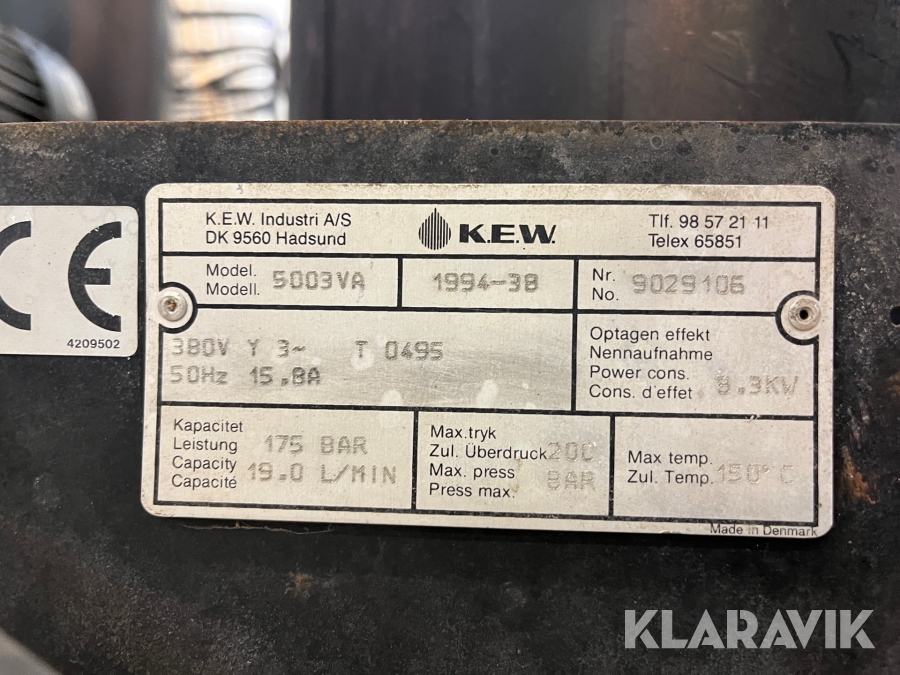 K.E.W. Industri A/S
DK 9560 Hadsund
K.E.W.
Tlf. 98 57 21 11
Telex 65851
Model.
Modell. 5003VA
1994-38
Nr.
No. 9029106
380V Y 3~ T 0495
50Hz 15.8A
Optagen effekt
Nennaufnahme
Power cons.
Cons. d'effet 8.3KW
Kapacitet
Leistung 175 BAR
Capacity 19.0 L/MIN
Capacité
Max.tryk
Zul. Überdruck 200
Max. press BAR
Press max.
Max temp.
Zul. Temp. 150°C
Made in Denmark
CE
4209502
KLARAVIK